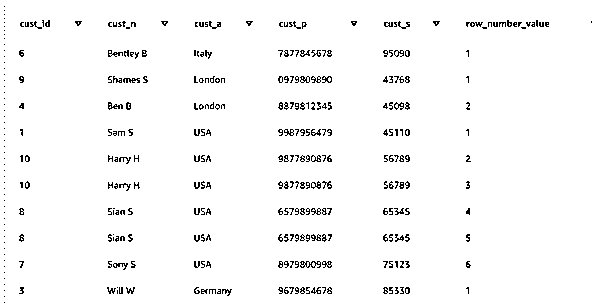 cust_id cust_n cust_a cust_p cust_s row_number_value
6 Bentley B Italy 7877845678 95090 1
9 Shames S London 0979809890 43768 1
4 Ben B London 8879812345 45098 2
1 Sam S USA 9987956479 45110 1
10 Harry H USA 9877890876 56789 2
10 Harry H USA 9877890876 56789 3
8 Sian S USA 6579899887 65345 4
8 Sian S USA 6579899887 65345 5
7 Sony S USA 8979800998 75123 6
3 Will W Germany 9679854678 85330 1